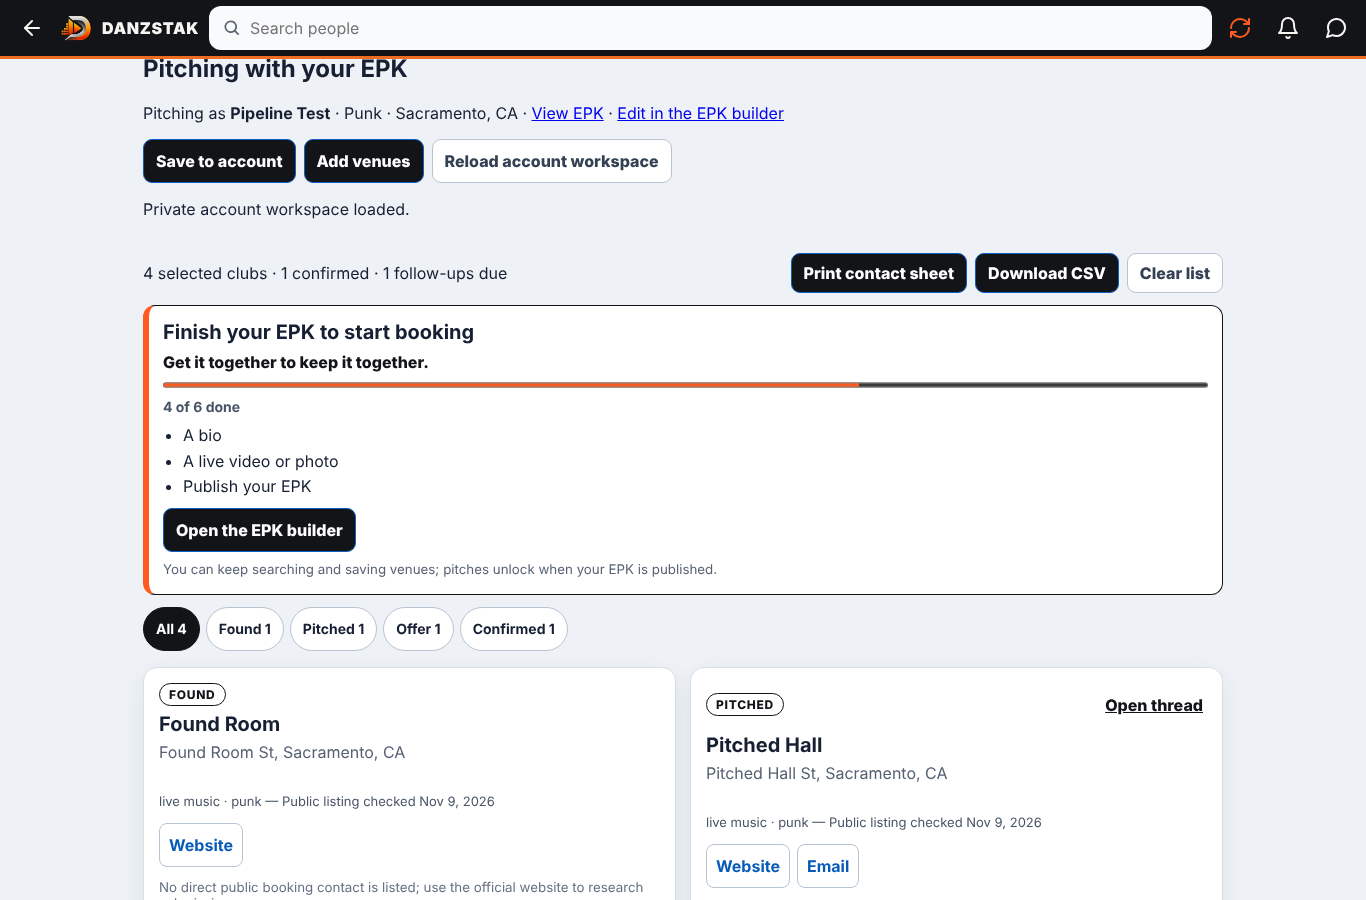 DANZSTAK
Search people
Pitching with your EPK
Pitching as Pipeline Test · Punk · Sacramento, CA · View EPK · Edit in the EPK builder
Save to account
Add venues
Reload account workspace
Private account workspace loaded.
4 selected clubs · 1 confirmed · 1 follow-ups due
Print contact sheet
Download CSV
Clear list
Finish your EPK to start booking
Get it together to keep it together.
4 of 6 done
• A bio
• A live video or photo
• Publish your EPK
Open the EPK builder
You can keep searching and saving venues; pitches unlock when your EPK is published.
All 4
Found 1
Pitched 1
Offer 1
Confirmed 1
FOUND
Found Room
Found Room St, Sacramento, CA
live music · punk — Public listing checked Nov 9, 2026
Website
No direct public booking contact is listed; use the official website to research
PITCHED
Open thread
Pitched Hall
Pitched Hall St, Sacramento, CA
live music · punk — Public listing checked Nov 9, 2026
Website
Email